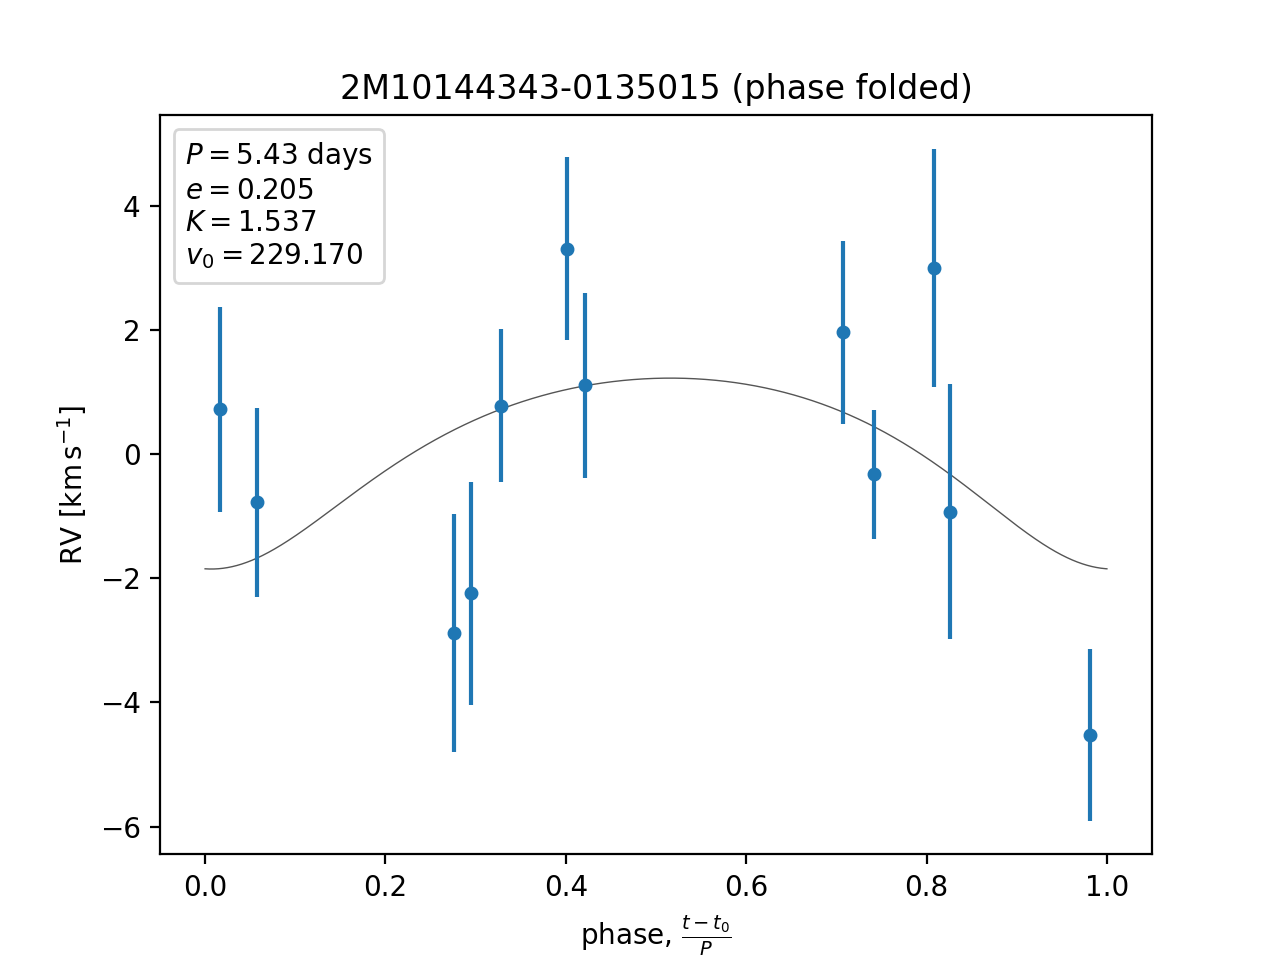 2M10144343-0135015 (phase folded)
P = 5.43 days
e = 0.205
K = 1.537
v₀ = 229.170
4
2
0
−2
−4
−6
RV [km s⁻¹]
0.0 0.2 0.4 0.6 0.8 1.0
phase, (t − t₀)/P